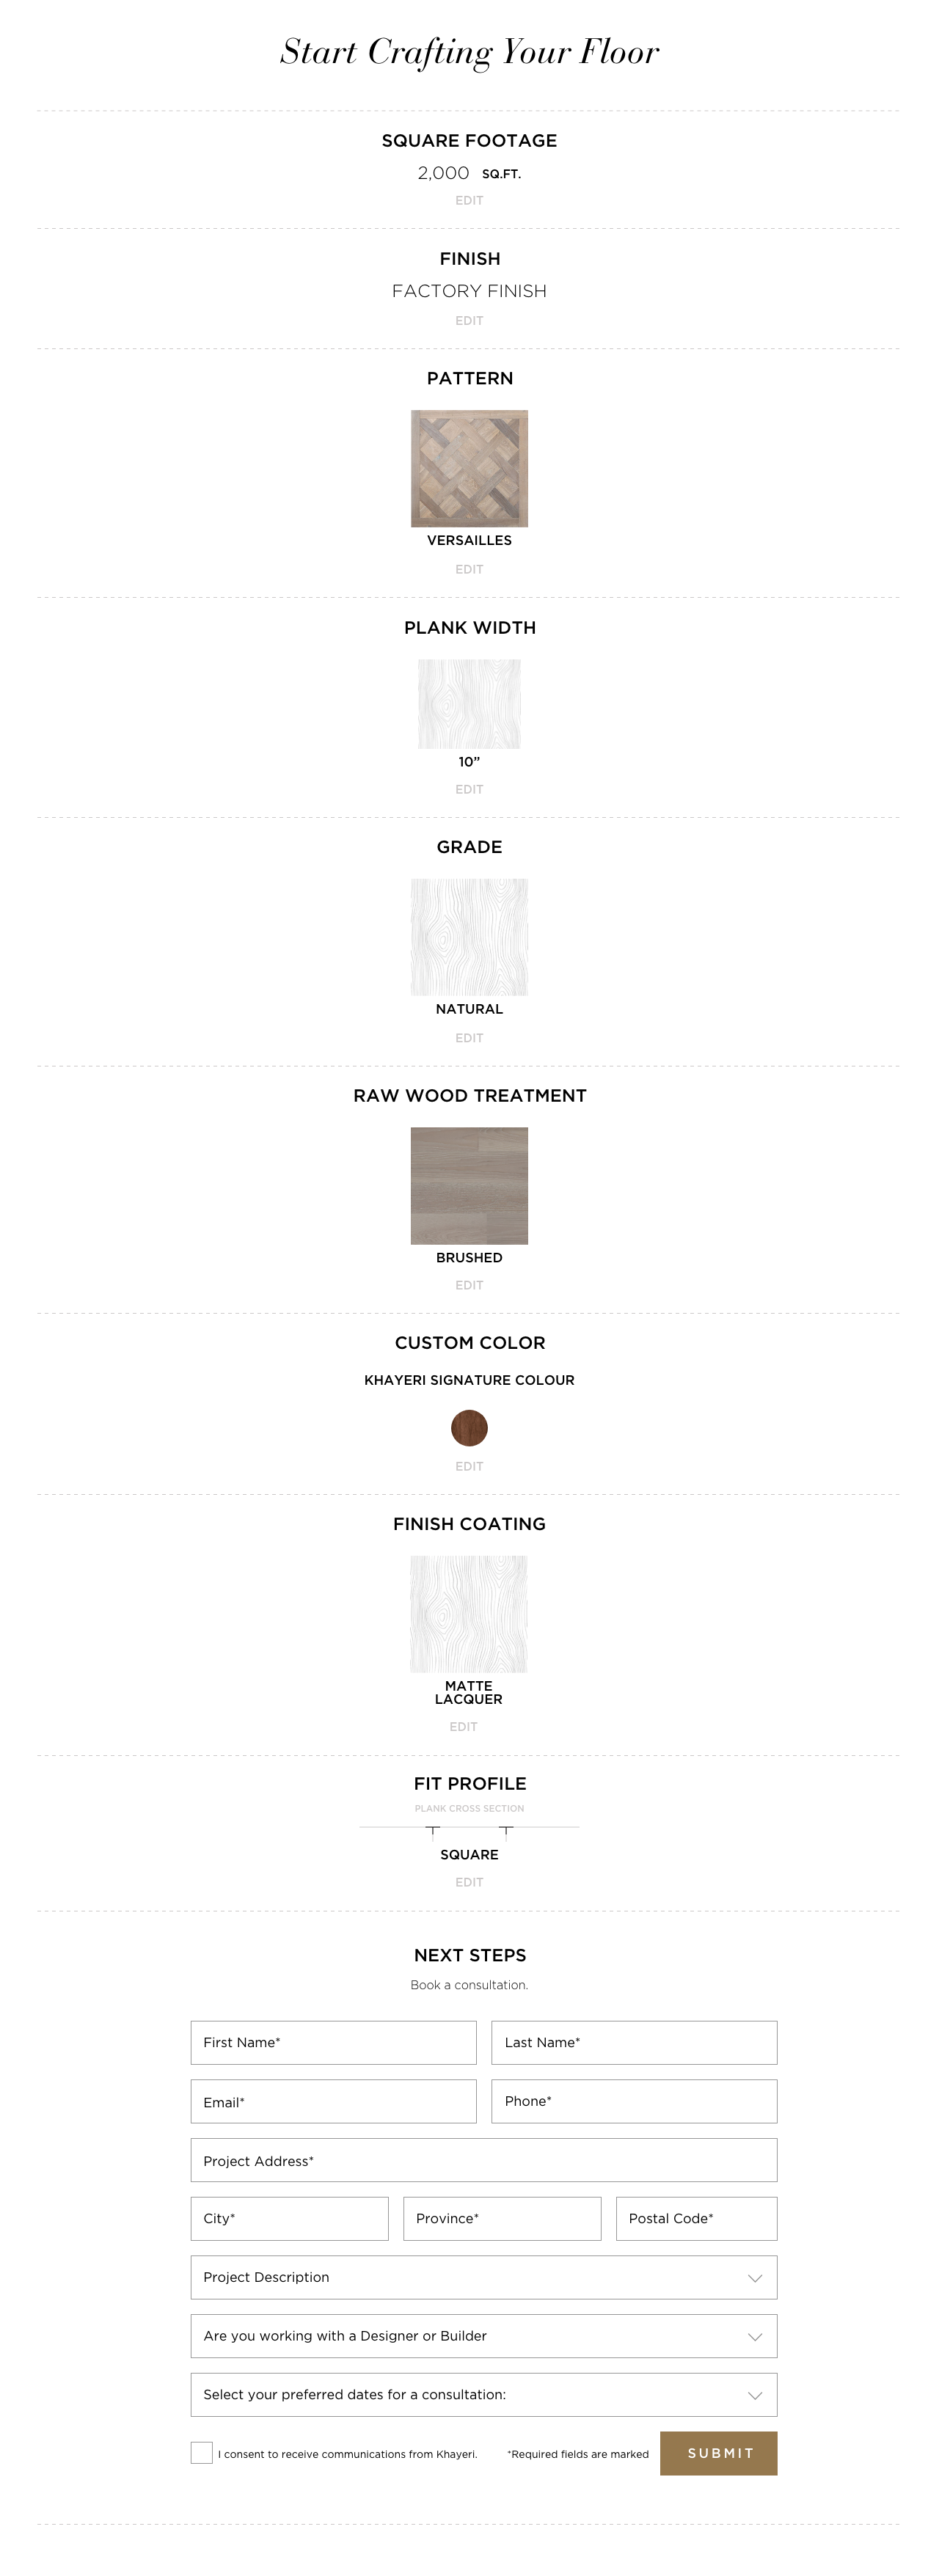 Start Crafting Your Floor
SQUARE FOOTAGE
2,000 SQ.FT.
EDIT
FINISH
FACTORY FINISH
EDIT
PATTERN
VERSAILLES
EDIT
PLANK WIDTH
10”
EDIT
GRADE
NATURAL
EDIT
RAW WOOD TREATMENT
BRUSHED
EDIT
CUSTOM COLOR
KHAYERI SIGNATURE COLOUR
EDIT
FINISH COATING
MATTE
LACQUER
EDIT
FIT PROFILE
PLANK CROSS SECTION
SQUARE
EDIT
NEXT STEPS
Book a consultation.
First Name* Last Name*
Email* Phone*
Project Address*
City* Province* Postal Code*
Project Description
Are you working with a Designer or Builder
Select your preferred dates for a consultation:
I consent to receive communications from Khayeri. *Required fields are marked SUBMIT